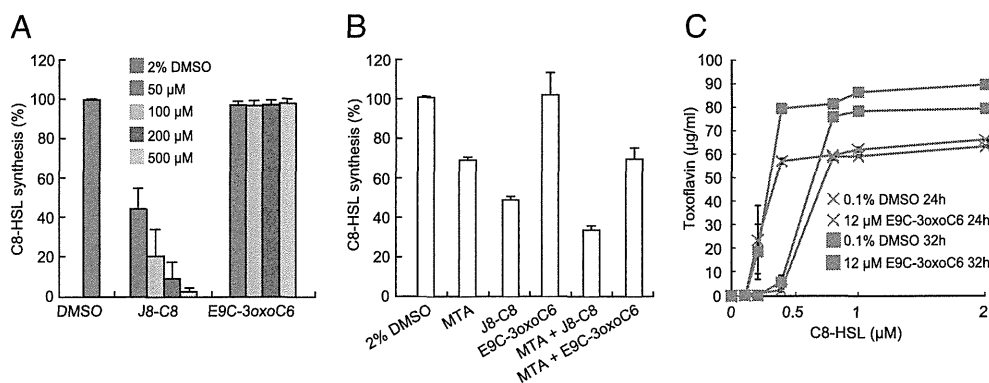 A
C8-HSL synthesis (%)
120
100
80
60
40
20
0
2% DMSO
50 µM
100 µM
200 µM
500 µM
DMSO
J8-C8
E9C-3oxoC6
B
C8-HSL synthesis (%)
120
100
80
60
40
20
0
2% DMSO
MTA
J8-C8
E9C-3oxoC6
MTA + J8-C8
MTA + E9C-3oxoC6
C
Toxoflavin (µg/ml)
100
90
80
70
60
50
40
30
20
10
0
0.1% DMSO 24h
12 µM E9C-3oxoC6 24h
0.1% DMSO 32h
12 µM E9C-3oxoC6 32h
0
0.5
1
2
C8-HSL (µM)